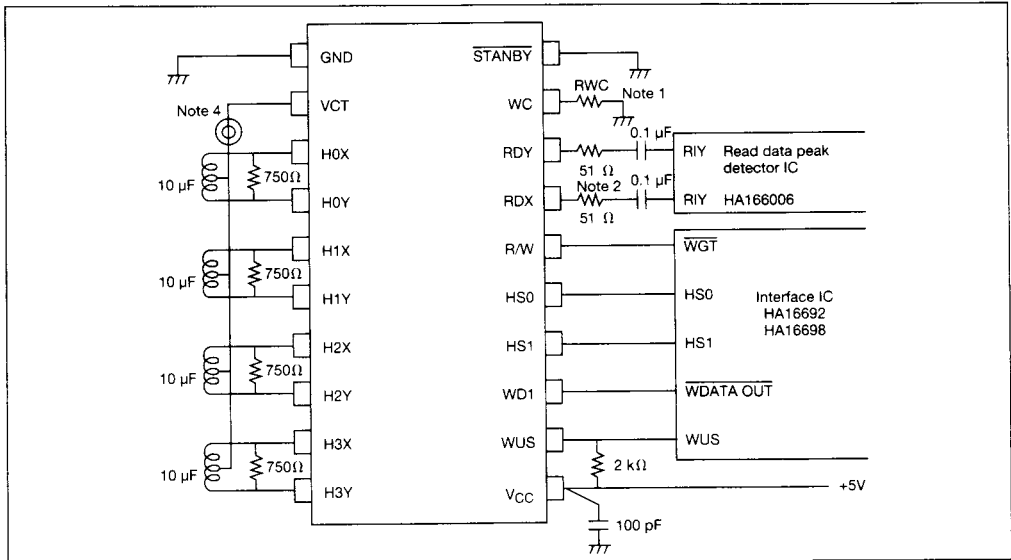 GND
VCT
H0X
H0Y
H1X
H1Y
H2X
H2Y
H3X
H3Y
STANBY
WC
RDY
RDX
R/W
HS0
HS1
WD1
WUS
VCC
Note 4
10 µF
750Ω
10 µF
750Ω
10 µF
750Ω
10 µF
750Ω
RWC
Note 1
0.1 µF
51 Ω
Note 2
0.1 µF
51 Ω
RIY
Read data peak
detector IC
RIY
HA166006
WGT
HS0
Interface IC
HA16692
HA16698
HS1
WDATA OUT
WUS
2 kΩ
+5V
100 pF